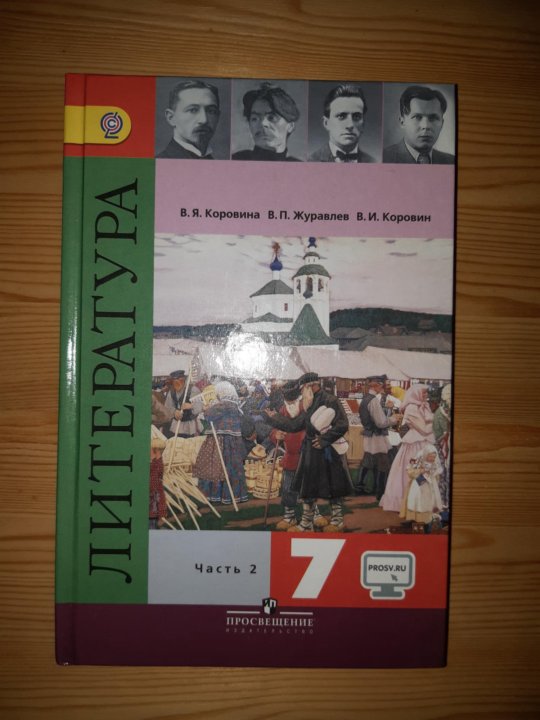 В. Я. Коровина В. П. Журавлев В. И. Коровин
ЛИТЕРАТУРА
Часть 2
7
PROSV.RU
ПРОСВЕЩЕНИЕ
ИЗДАТЕЛЬСТВО